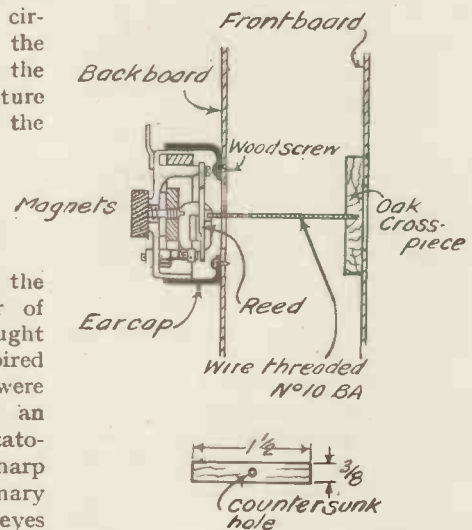 cir-
the
the
ture
the
the
r of
ught
pired
were
an
tato-
harp
nary
eyes
Frontboard
Backboard
Woodscrew
Magnets
Oak
Cross-
piece
Earcap
Reed
Wire threaded
Nº10 BA
1½
3/8
countersunk
hole